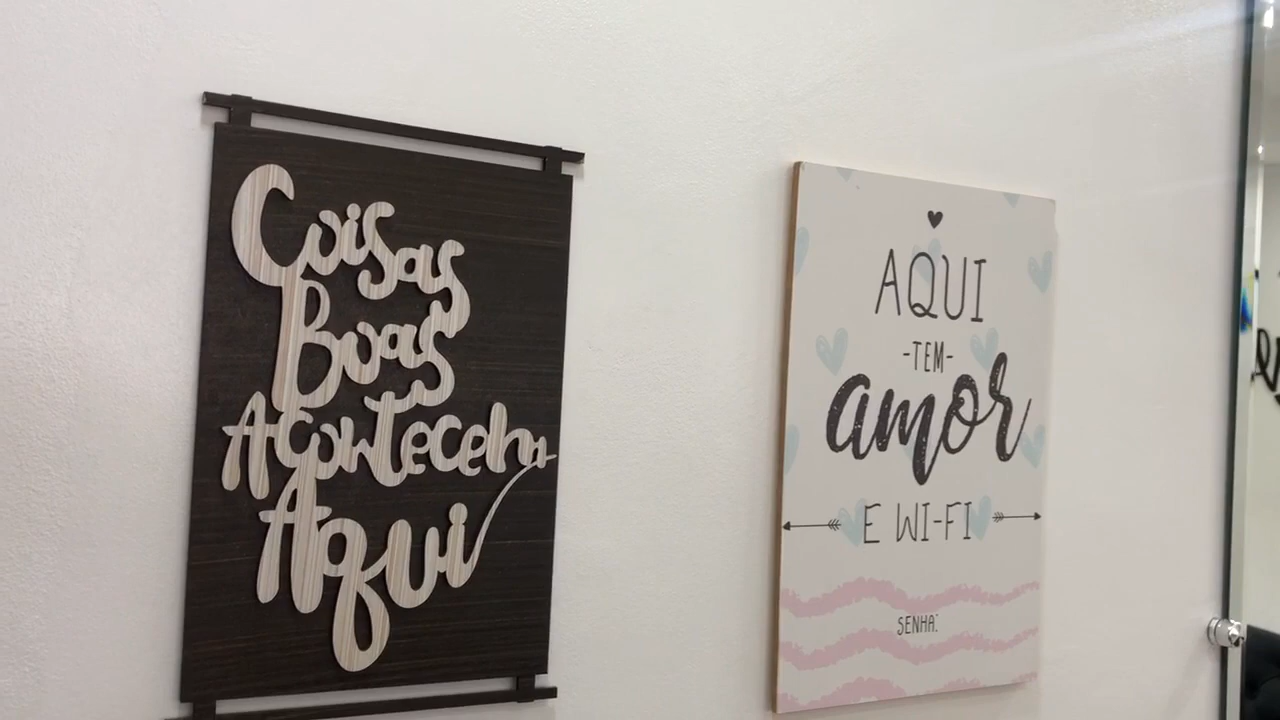 Coisas
Boas
Acontecem
Aqui
AQUI
-TEM-
amor
E WI-FI
SENHA: